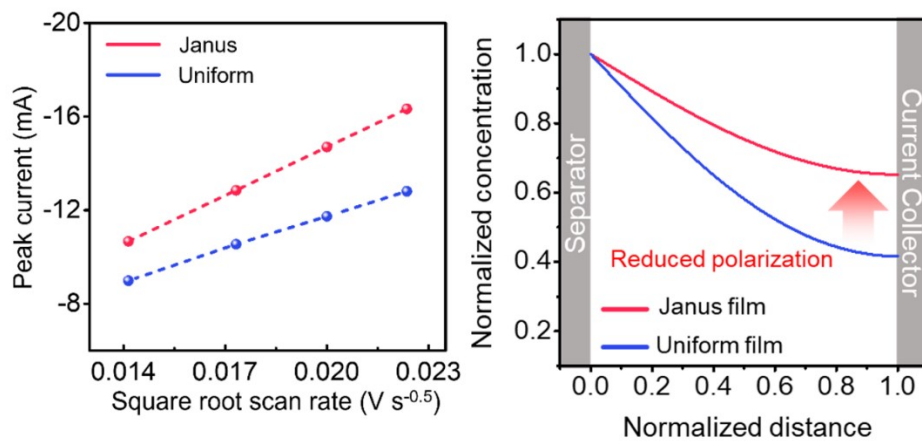 -20
-16
-12
-8
Peak current (mA)
Janus
Uniform
0.014 0.017 0.020 0.023
Square root scan rate (V s-0.5)
1.0
0.8
0.6
0.4
0.2
Normalized concentration
Separator
Current Collector
Reduced polarization
Janus film
Uniform film
0.0 0.2 0.4 0.6 0.8 1.0
Normalized distance